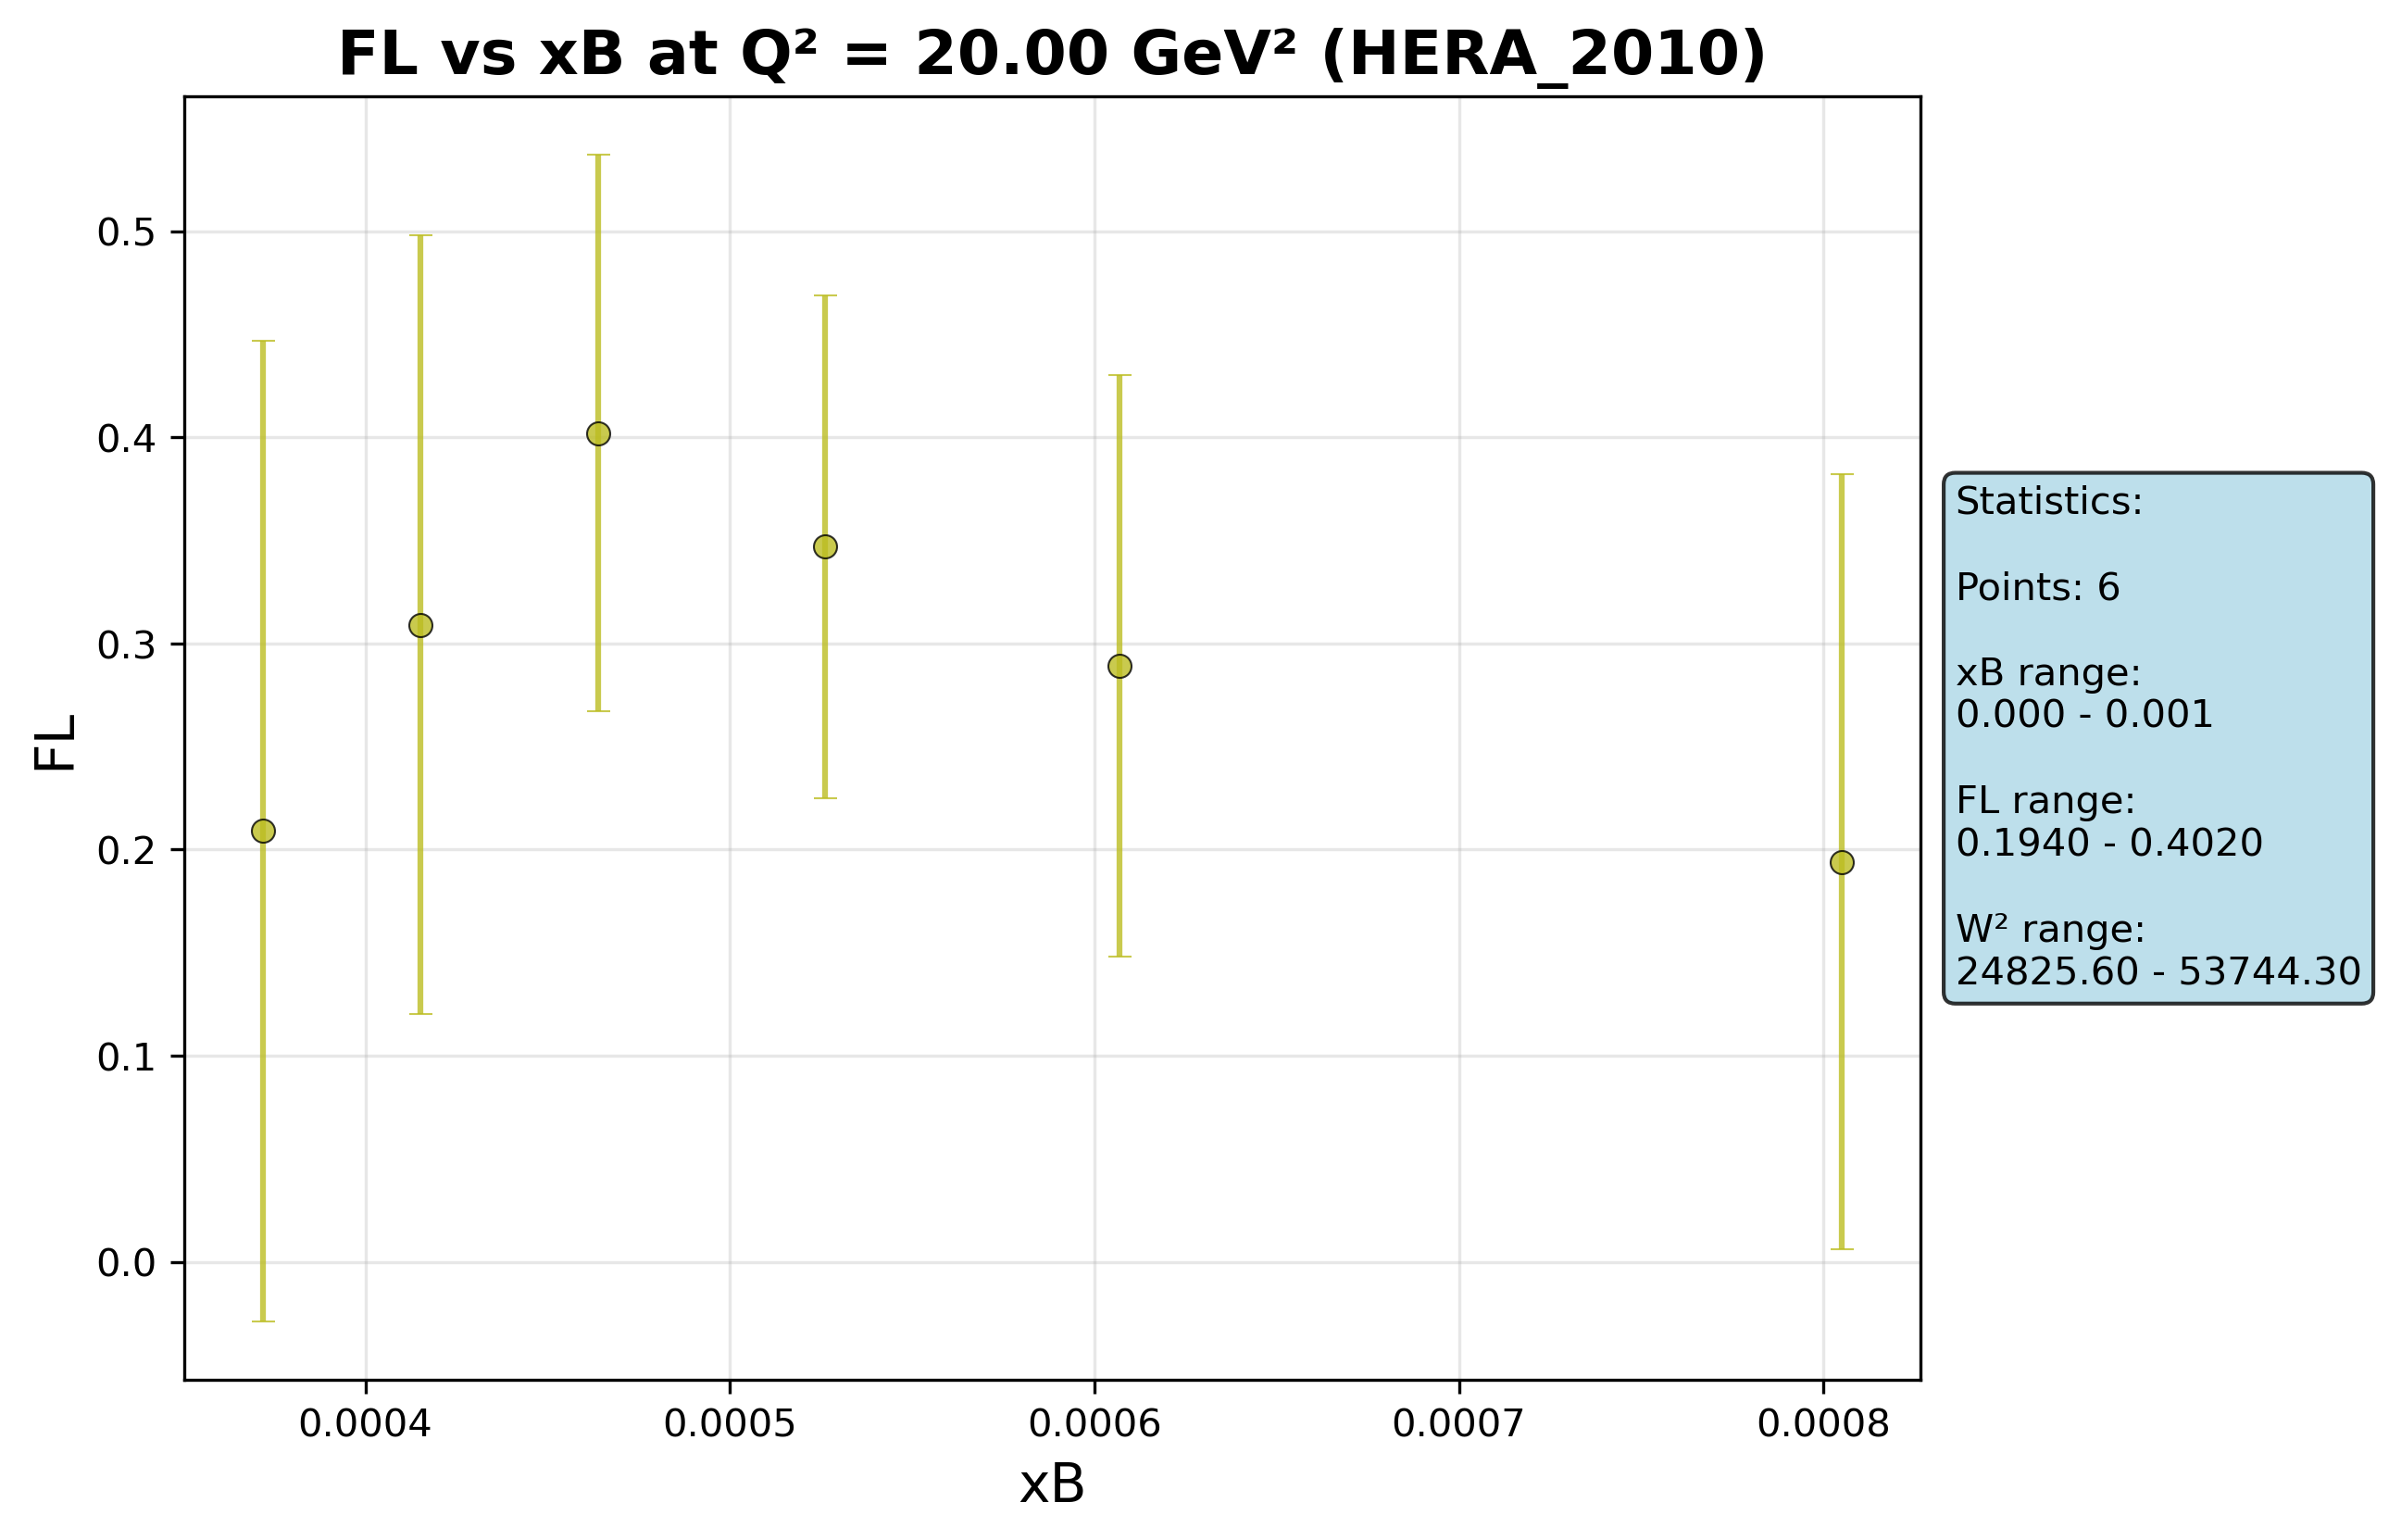 FL vs xB at Q² = 20.00 GeV² (HERA_2010)
FL
0.5
0.4
0.3
0.2
0.1
0.0
0.0004
0.0005
0.0006
0.0007
0.0008
xB
Statistics:
Points: 6
xB range:
0.000 - 0.001
FL range:
0.1940 - 0.4020
W² range:
24825.60 - 53744.30